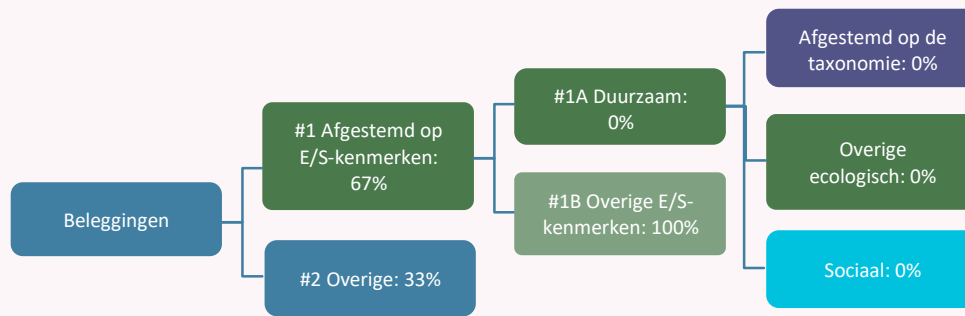 Beleggingen
#1 Afgestemd op
E/S-kenmerken:
67%
#2 Overige: 33%
#1A Duurzaam:
0%
#1B Overige E/S-
kenmerken: 100%
Afgestemd op de
taxonomie: 0%
Overige
ecologisch: 0%
Sociaal: 0%